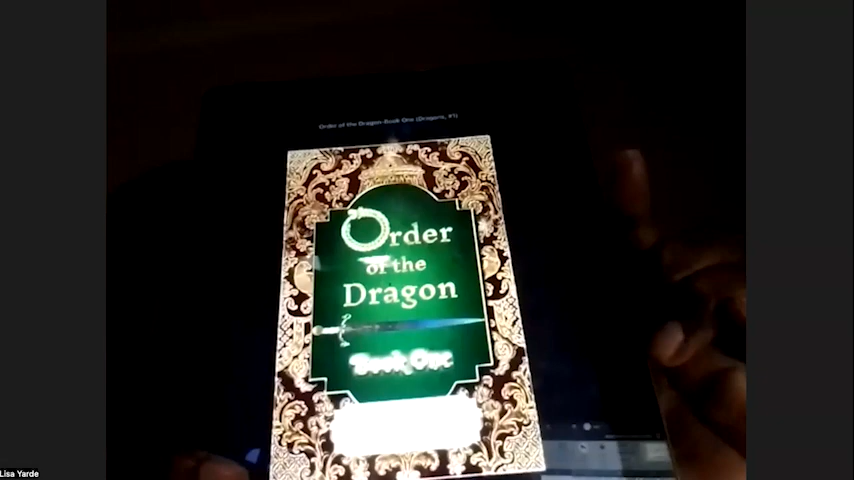 Order of the Dragon-Book One (Dragons, #1)
Order
of the
Dragon
Book One
Lisa Yarde